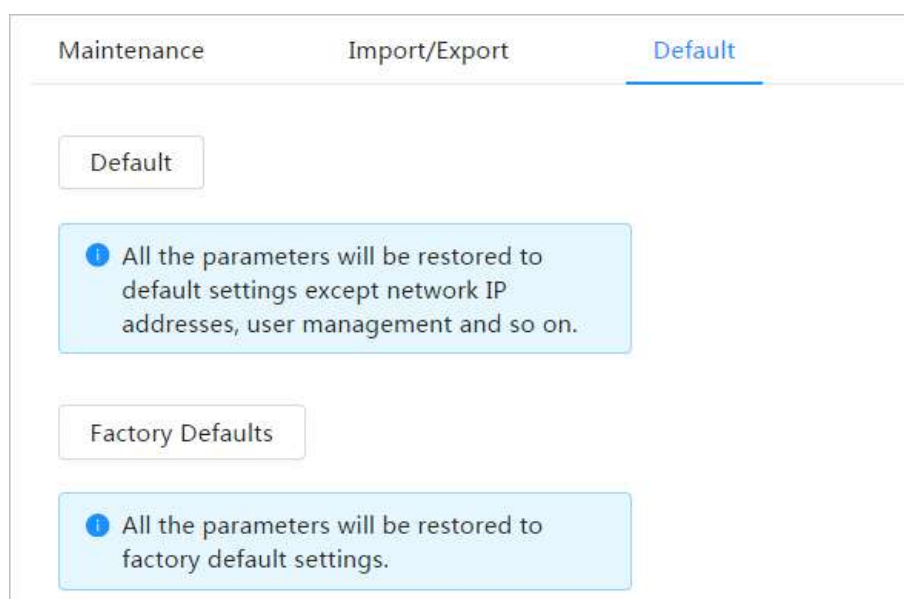 Maintenance Import/Export Default
Default
All the parameters will be restored to
default settings except network IP
addresses, user management and so on.
Factory Defaults
All the parameters will be restored to
factory default settings.